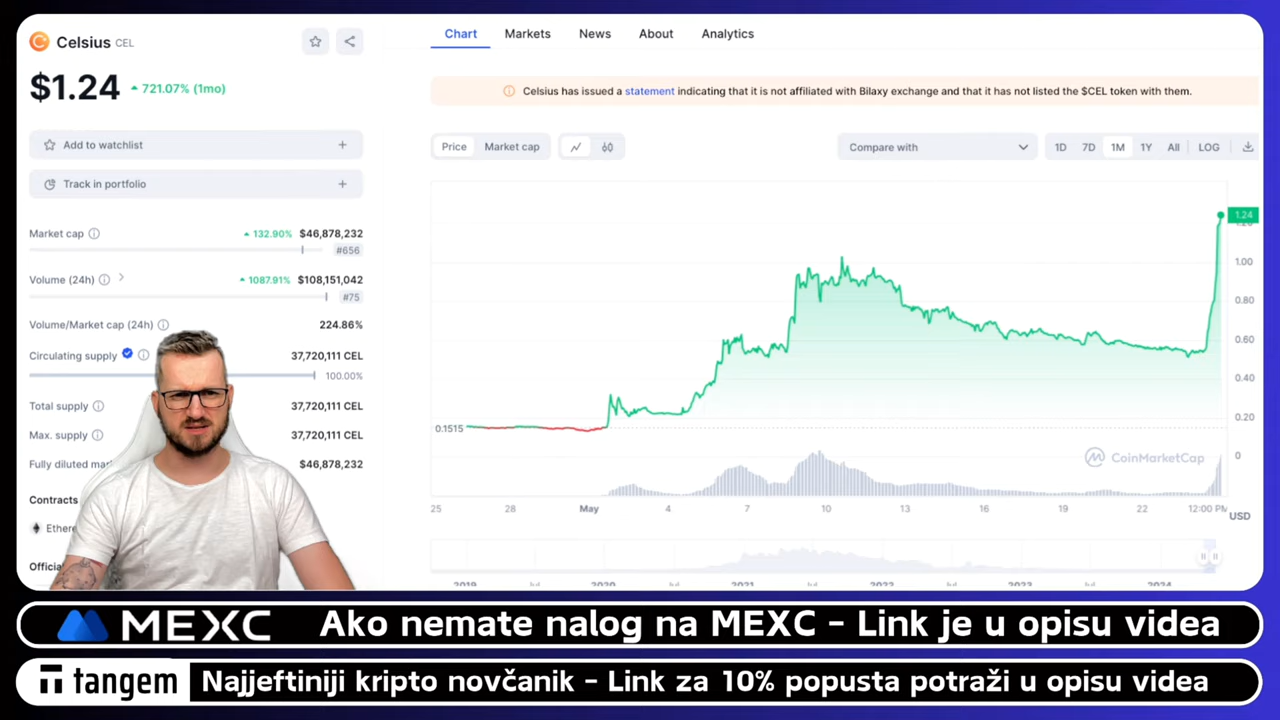 Celsius CEL
$1.24 721.07% (1mo)
Add to watchlist
Track in portfolio
Market cap 132.90% $46,878,232
#656
Volume (24h) 1087.91% $108,151,042
#75
Volume/Market cap (24h) 224.86%
Circulating supply 37,720,111 CEL
100.00%
Total supply 37,720,111 CEL
Max. supply 37,720,111 CEL
Fully diluted $46,878,232
Contracts
Chart Markets News About Analytics
Celsius has issued a statement indicating that it is not affiliated with Bilaxy exchange and that it has not listed the $CEL token with them.
Price Market cap Compare with 1D 7D 1M 1Y All LOG
1.24
1.00
0.80
0.60
0.40
0.20
0
0.1515
CoinMarketCap
25 28 May 4 7 10 13 16 19 22 12:00 PM
USD
2019 Jul 2020 Jul 2021 Jul 2022 Jul 2023 Jul 2024
MEXC Ako nemate nalog na MEXC - Link je u opisu videa
tangem Najjeftiniji kripto novčanik - Link za 10% popusta potraži u opisu videa